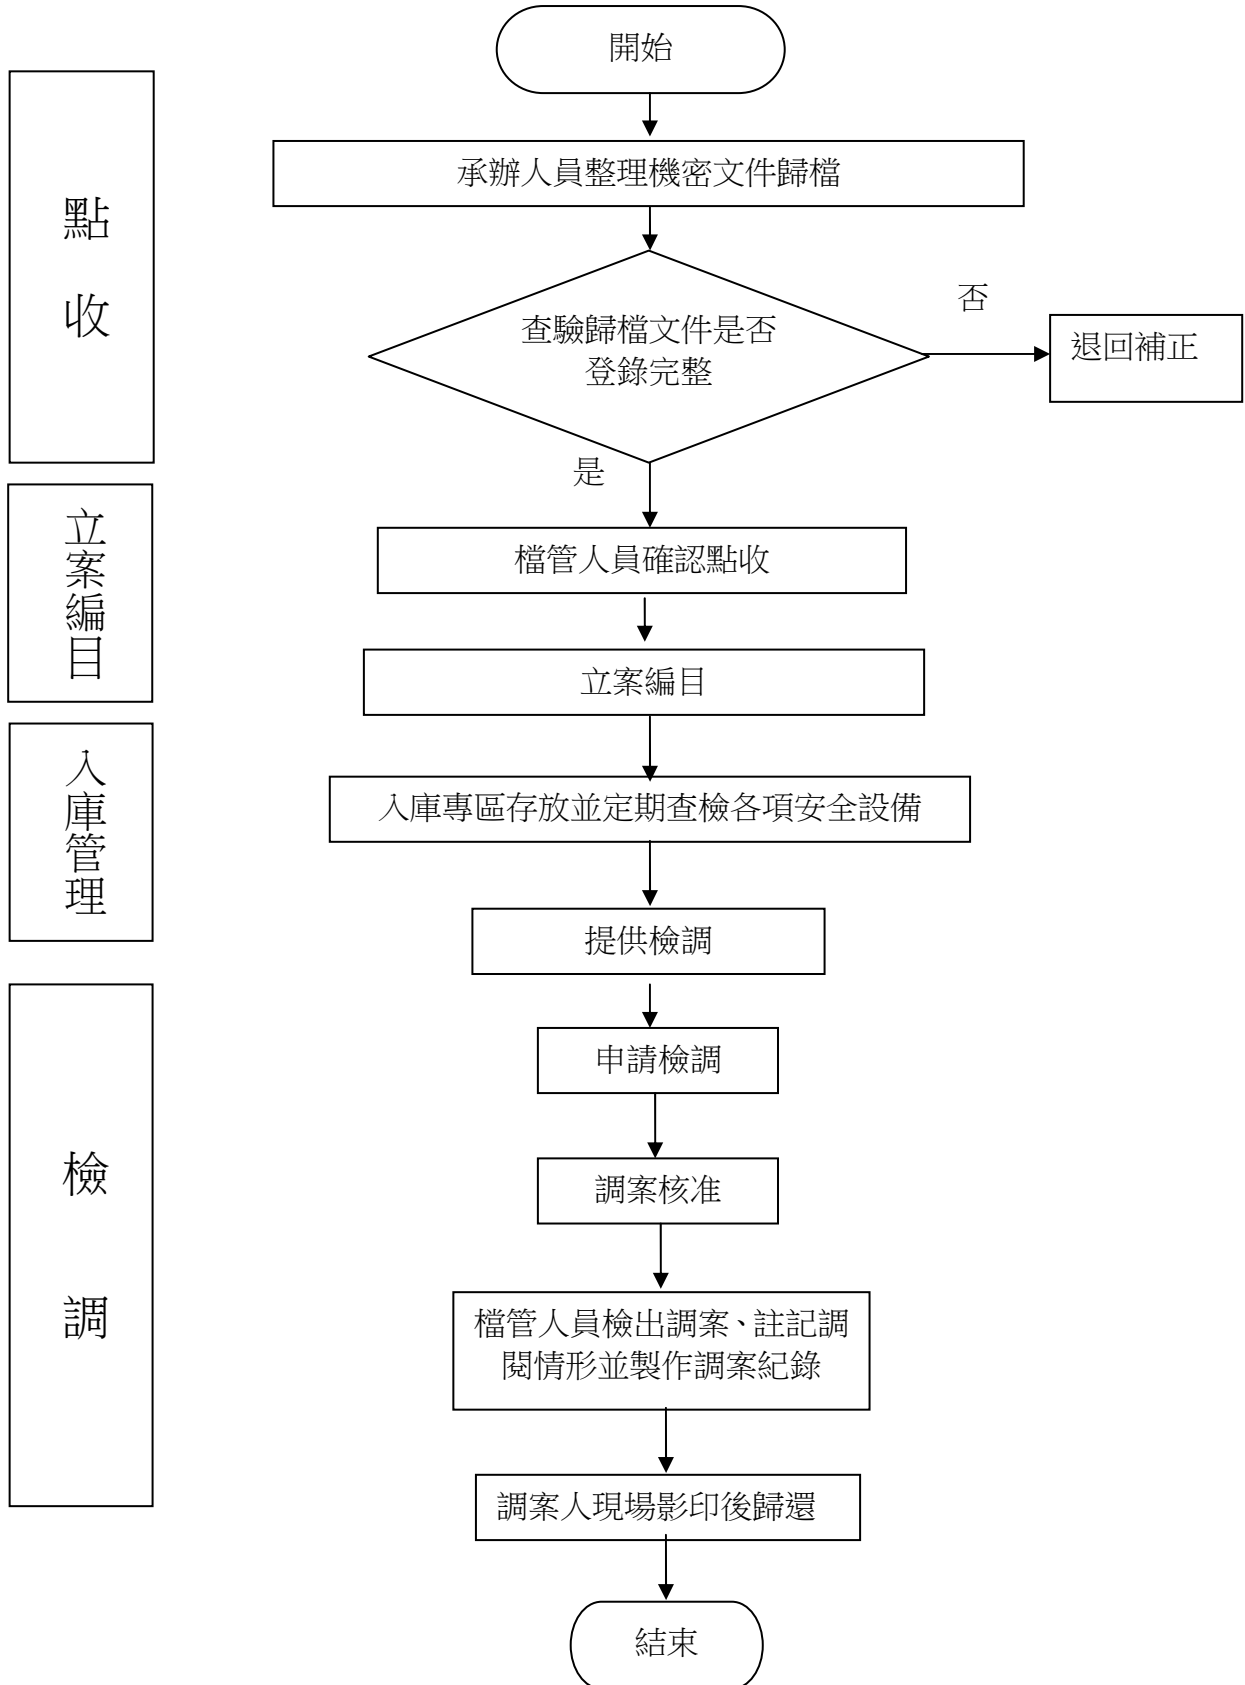 開始
點
收
承辦人員整理機密文件歸檔
查驗歸檔文件是否
登錄完整
否
退回補正
是
立案編目
檔管人員確認點收
立案編目
入庫管理
入庫專區存放並定期查檢各項安全設備
提供檢調
檢
調
申請檢調
調案核准
檔管人員檢出調案、註記調
閱情形並製作調案紀錄
調案人現場影印後歸還
結束